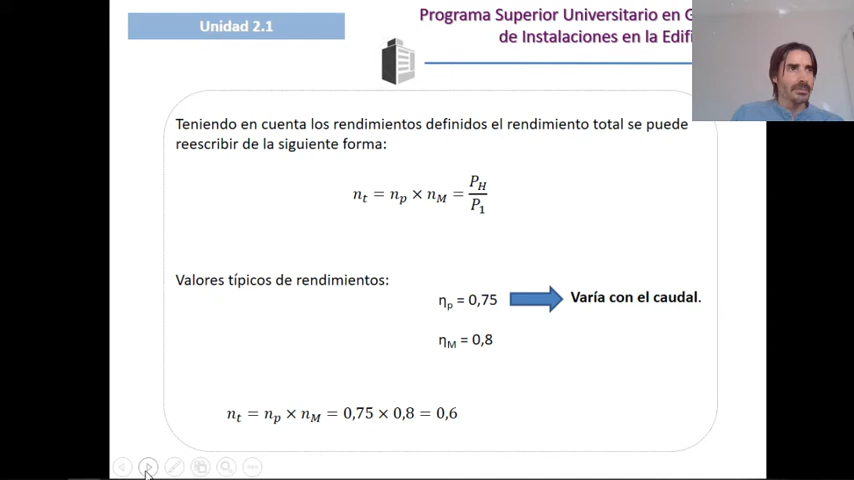 Unidad 2.1
Programa Superior Universitario en G
de Instalaciones en la Edifi
Teniendo en cuenta los rendimientos definidos el rendimiento total se puede
reescribir de la siguiente forma:
n_t = n_p × n_M = P_H / P_1
Valores típicos de rendimientos:
η_p = 0,75
Varía con el caudal.
η_M = 0,8
n_t = n_p × n_M = 0,75 × 0,8 = 0,6